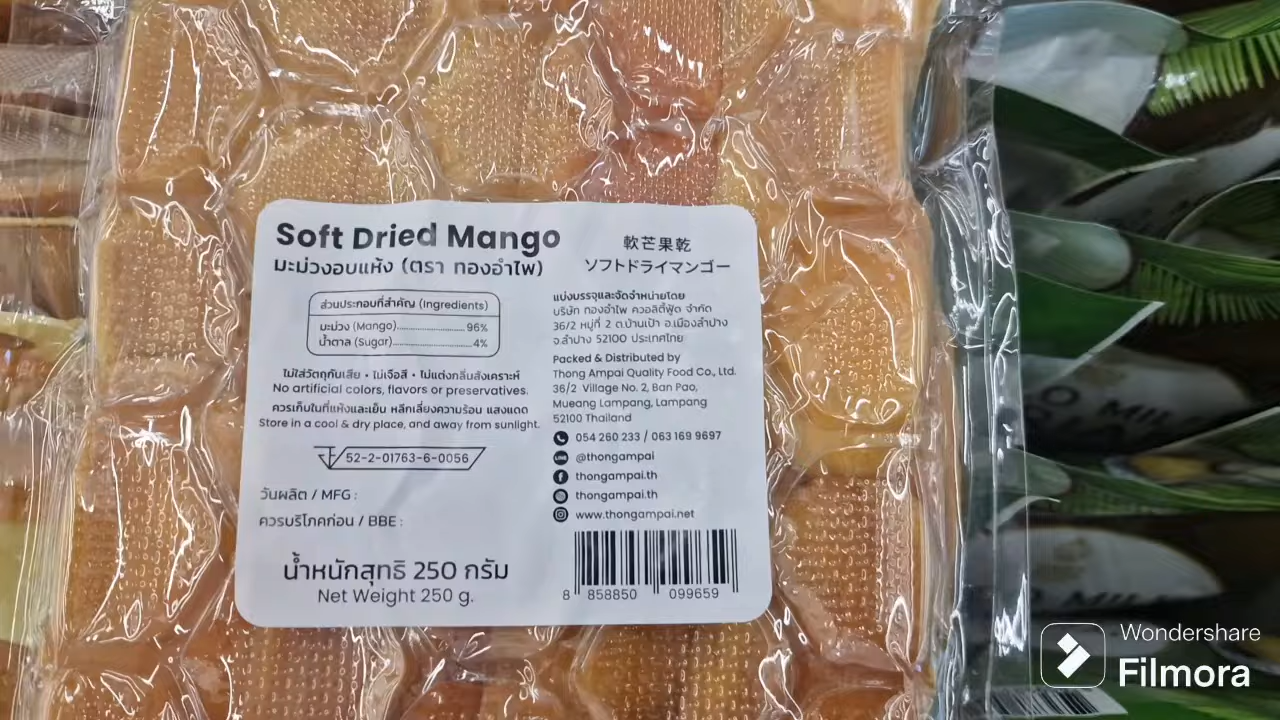 Soft Dried Mango
มะม่วงอบแห้ง (ตรา ทองอำไพ)
軟芒果乾
ソフトドライマンゴー
ส่วนประกอบที่สำคัญ (Ingredients)
มะม่วง (Mango)..............................96%
น้ำตาล (Sugar)..................................4%
ไม่ใส่วัตถุกันเสีย • ไม่เจือสี • ไม่แต่งกลิ่นสังเคราะห์
No artificial colors, flavors or preservatives.
ควรเก็บในที่แห้งและเย็น หลีกเลี่ยงความร้อน แสงแดด
Store in a cool & dry place, and away from sunlight.
52-2-01763-6-0056
วันผลิต / MFG :
ควรบริโภคก่อน / BBE :
น้ำหนักสุทธิ 250 กรัม
Net Weight 250 g.
แบ่งบรรจุและจัดจำหน่ายโดย
บริษัท ทองอำไพ ควอลิตี้ฟู้ด จำกัด
36/2 หมู่ที่ 2 ต.บ้านเป้า อ.เมืองลำปาง
จ.ลำปาง 52100 ประเทศไทย
Packed & Distributed by
Thong Ampai Quality Food Co., Ltd.
36/2 Village No. 2, Ban Pao,
Mueang Lampang, Lampang
52100 Thailand
054 260 233 / 063 169 9697
@thongampai
thongampai.th
thongampai.th
www.thongampai.net
8 858850 099659
Wondershare
Filmora